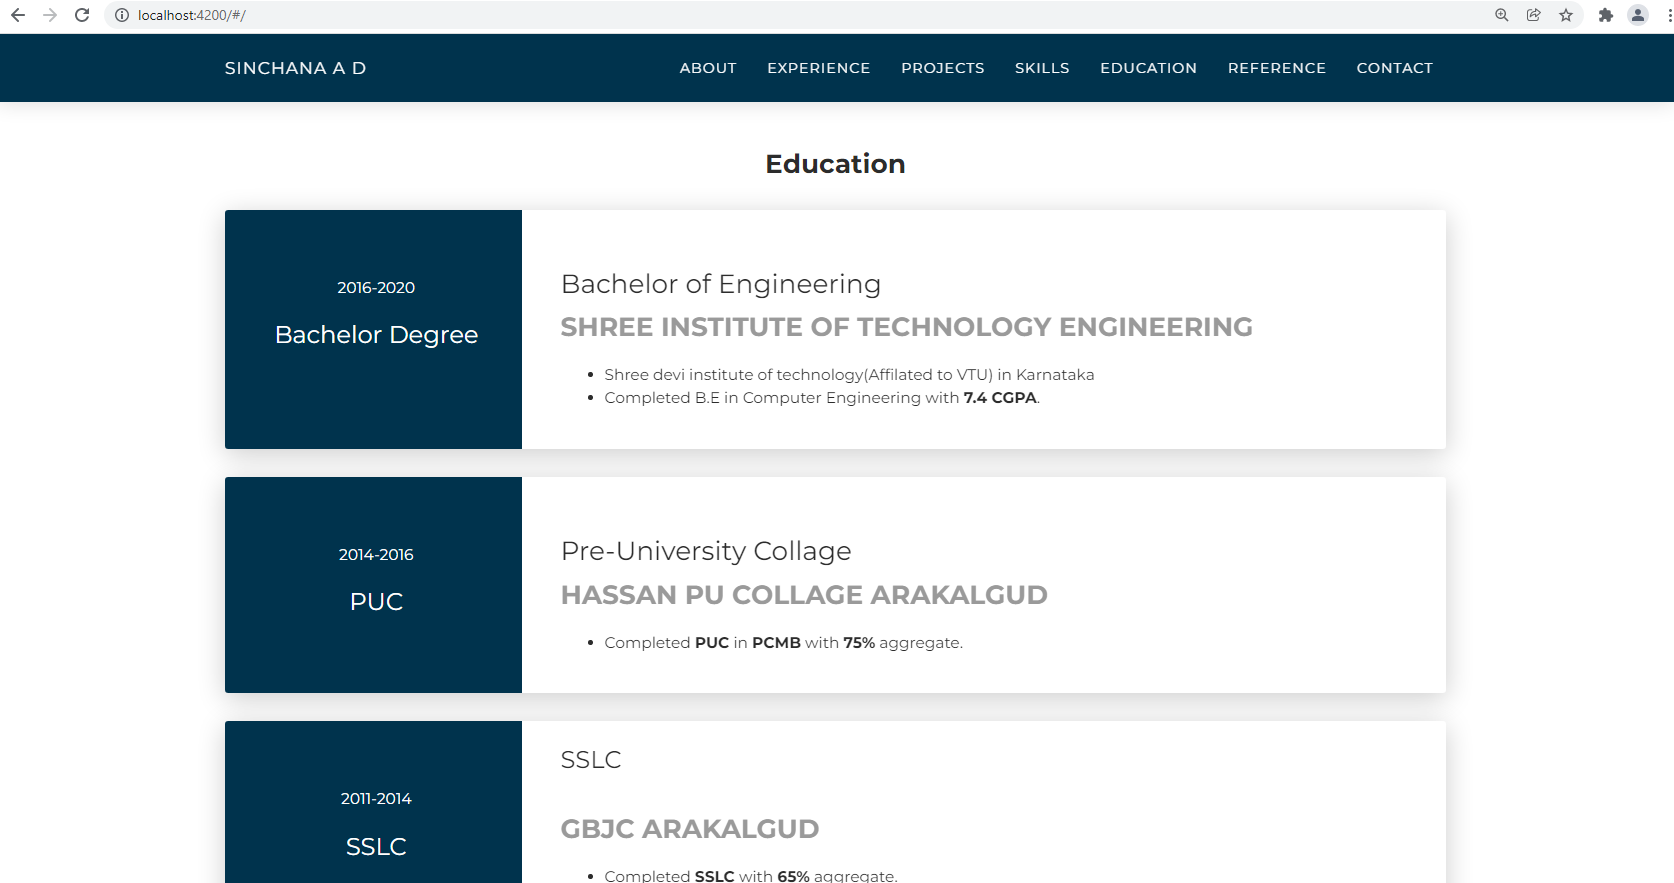 localhost:4200/#/
SINCHANA A D
ABOUT EXPERIENCE PROJECTS SKILLS EDUCATION REFERENCE CONTACT
Education
2016-2020
Bachelor Degree
Bachelor of Engineering
SHREE INSTITUTE OF TECHNOLOGY ENGINEERING
Shree devi institute of technology(Affilated to VTU) in Karnataka
Completed B.E in Computer Engineering with 7.4 CGPA.
2014-2016
PUC
Pre-University Collage
HASSAN PU COLLAGE ARAKALGUD
Completed PUC in PCMB with 75% aggregate.
2011-2014
SSLC
SSLC
GBJC ARAKALGUD
Completed SSLC with 65% aggregate.